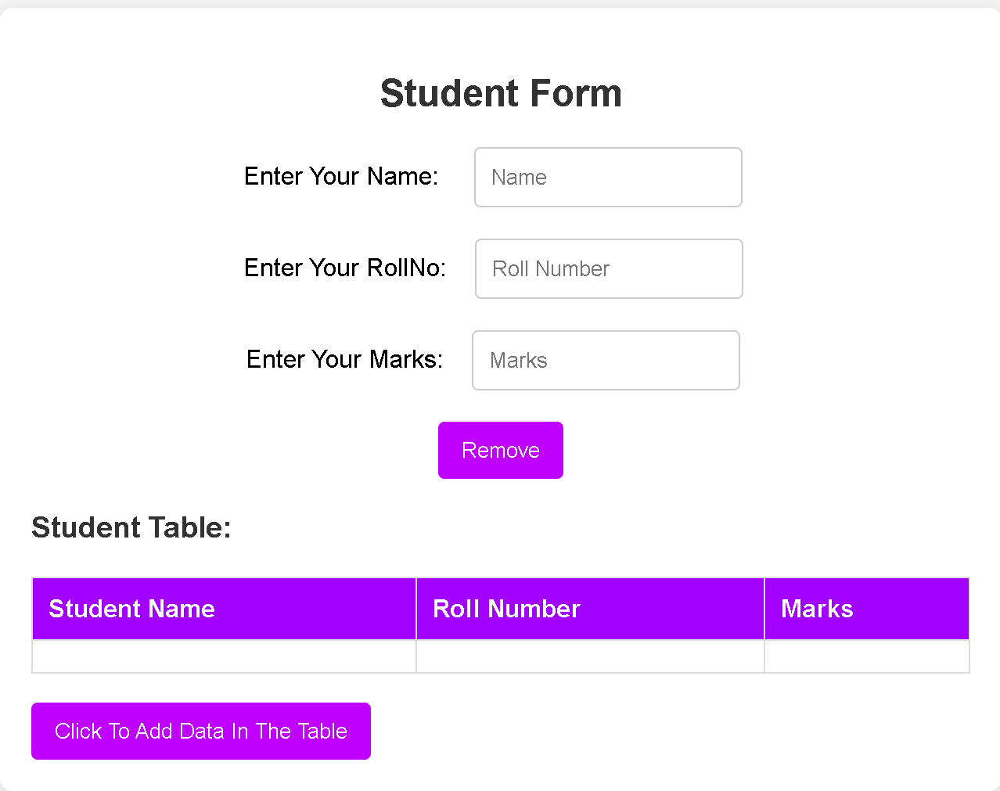 Student Form
Enter Your Name: Name
Enter Your RollNo: Roll Number
Enter Your Marks: Marks
Remove
Student Table:
Student Name Roll Number Marks
Click To Add Data In The Table